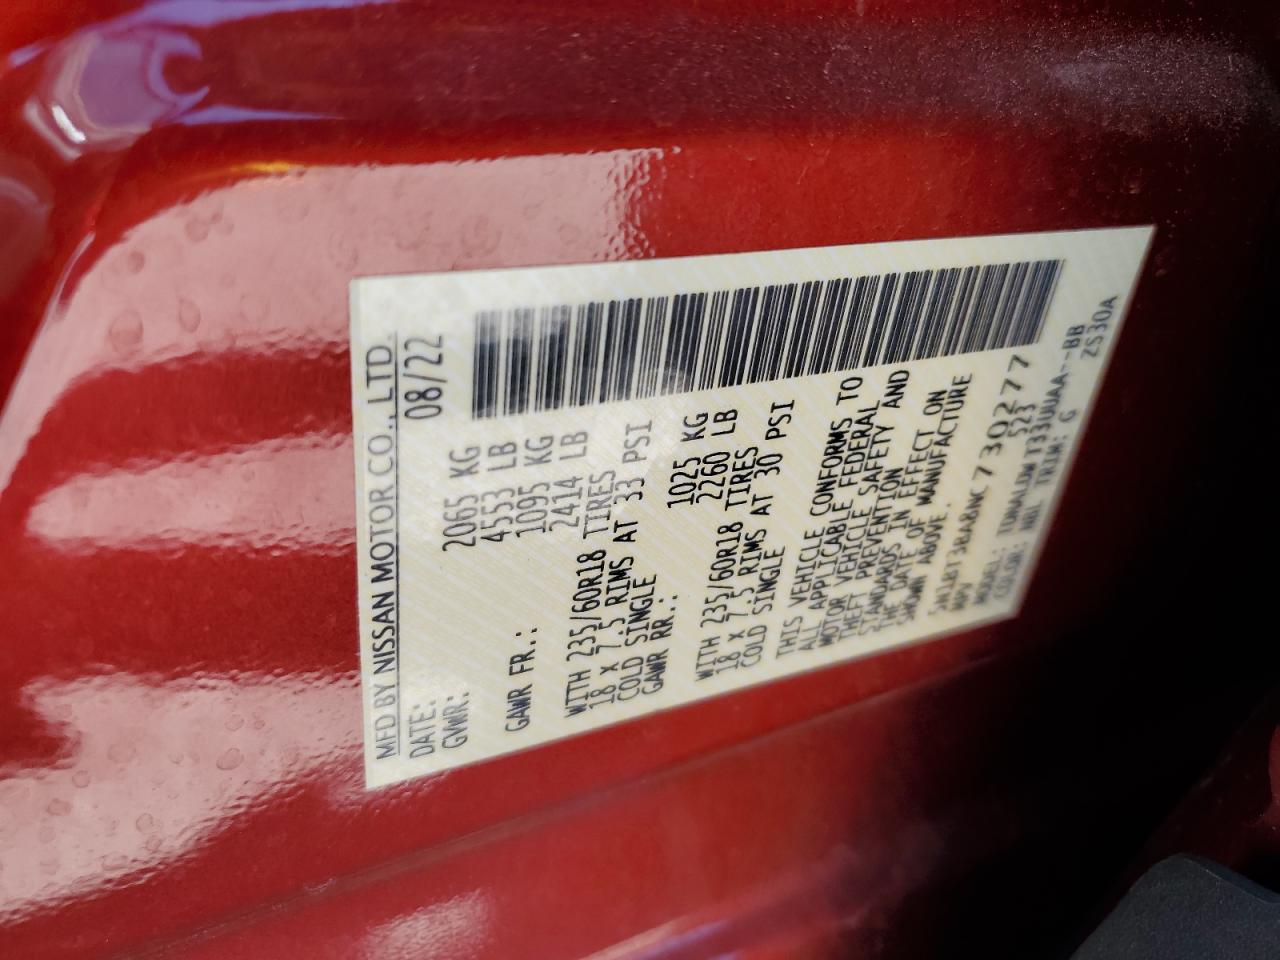 MFD BY NISSAN MOTOR CO., LTD.
DATE: 08/22
GVWR: 2065 KG
4553 LB
GAWR FR.: 1095 KG
2414 LB
WITH 235/60R18 TIRES
18 X 7.5 RIMS AT 33 PSI
COLD SINGLE
GAWR RR.: 1025 KG
2260 LB
WITH 235/60R18 TIRES
18 X 7.5 RIMS AT 30 PSI
COLD SINGLE
THIS VEHICLE CONFORMS TO
ALL APPLICABLE FEDERAL
MOTOR VEHICLE SAFETY AND
THEFT PREVENTION
STANDARDS IN EFFECT ON
THE DATE OF MANUFACTURE
SHOWN ABOVE.
5N1BT3BA8NC730277
MPV S23
MODEL: T33UUAA--BB
COLOR: NBL TRIM: G ZS30A